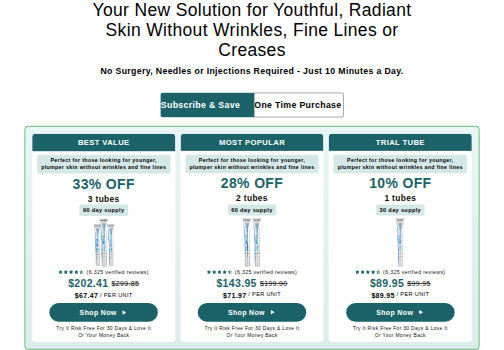 Your New Solution for Youthful, Radiant
Skin Without Wrinkles, Fine Lines or
Creases
No Surgery, Needles or Injections Required - Just 10 Minutes a Day.
Subscribe & Save
One Time Purchase
BEST VALUE
Perfect for those looking for younger,
plumper skin without wrinkles and fine lines
33% OFF
3 tubes
90 day supply
(6,325 verified reviews)
$202.41 $299.85
$67.47 / PER UNIT
Shop Now
Try It Risk Free For 30 Days & Love It
Or Your Money Back
MOST POPULAR
Perfect for those looking for younger,
plumper skin without wrinkles and fine lines
28% OFF
2 tubes
60 day supply
(6,325 verified reviews)
$143.95 $199.90
$71.97 / PER UNIT
Shop Now
Try It Risk Free For 30 Days & Love It
Or Your Money Back
TRIAL TUBE
Perfect for those looking for younger,
plumper skin without wrinkles and fine lines
10% OFF
1 tubes
30 day supply
(6,325 verified reviews)
$89.95 $99.95
$89.95 / PER UNIT
Shop Now
Try It Risk Free For 30 Days & Love It
Or Your Money Back